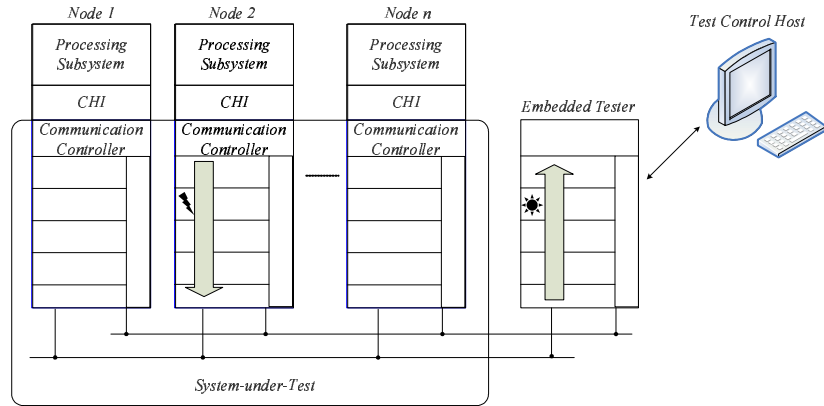 Node 1
Node 2
Node n
Test Control Host
Processing
Subsystem
Processing
Subsystem
Processing
Subsystem
CHI
CHI
CHI
Embedded Tester
Communication
Controller
Communication
Controller
Communication
Controller
System-under-Test